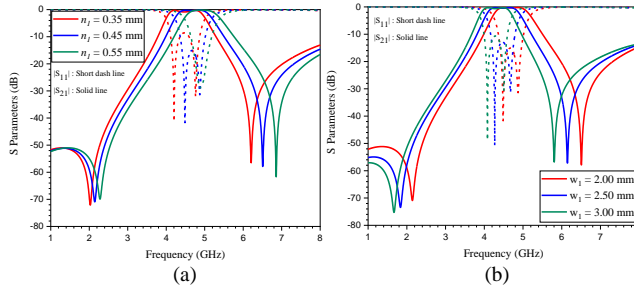 n1 = 0.35 mm
n1 = 0.45 mm
n1 = 0.55 mm
|S11| : Short dash line
|S21| : Solid line
S Parameters (dB)
0
-10
-20
-30
-40
-50
-60
-70
-80
1 2 3 4 5 6 7 8
Frequency (GHz)
(a)
|S11| : Short dash line
|S21| : Solid line
w1 = 2.00 mm
w1 = 2.50 mm
w1 = 3.00 mm
S Parameters (dB)
0
-10
-20
-30
-40
-50
-60
-70
-80
1 2 3 4 5 6 7
Frequency (GHz)
(b)